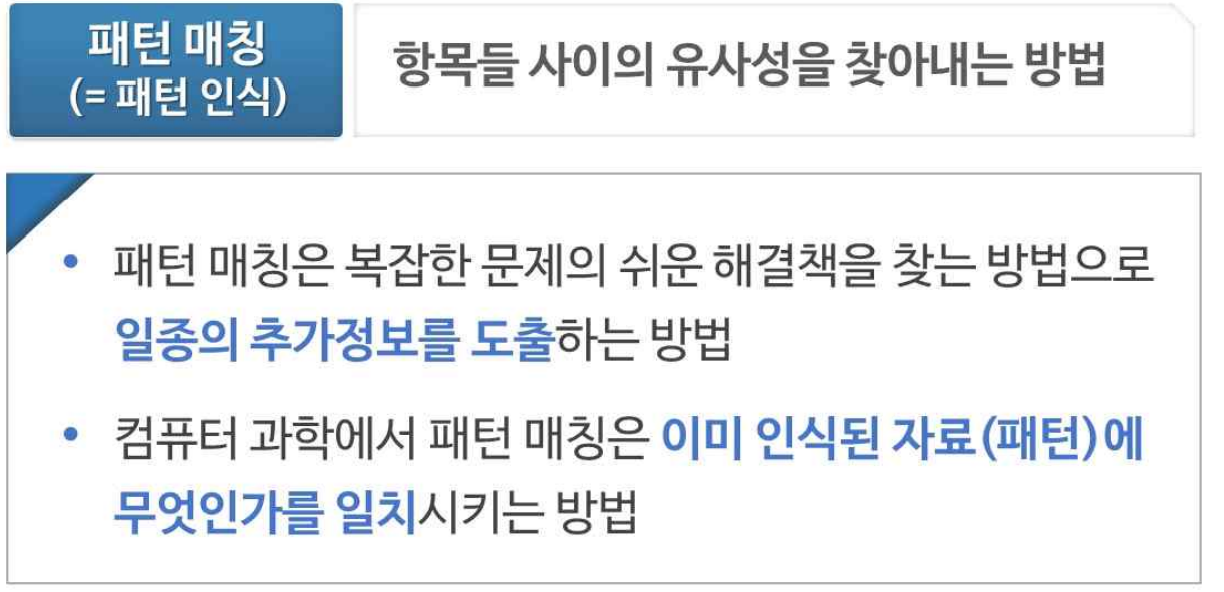 패턴 매칭
(= 패턴 인식)
항목들 사이의 유사성을 찾아내는 방법
• 패턴 매칭은 복잡한 문제의 쉬운 해결책을 찾는 방법으로
일종의 추가정보를 도출하는 방법
• 컴퓨터 과학에서 패턴 매칭은 이미 인식된 자료(패턴)에
무엇인가를 일치시키는 방법